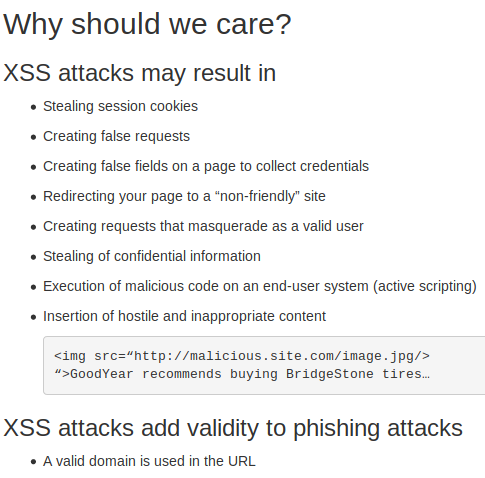 Why should we care?
XSS attacks may result in
• Stealing session cookies
• Creating false requests
• Creating false fields on a page to collect credentials
• Redirecting your page to a “non-friendly” site
• Creating requests that masquerade as a valid user
• Stealing of confidential information
• Execution of malicious code on an end-user system (active scripting)
• Insertion of hostile and inappropriate content
<img src=“http://malicious.site.com/image.jpg/>
“>GoodYear recommends buying BridgeStone tires…
XSS attacks add validity to phishing attacks
• A valid domain is used in the URL